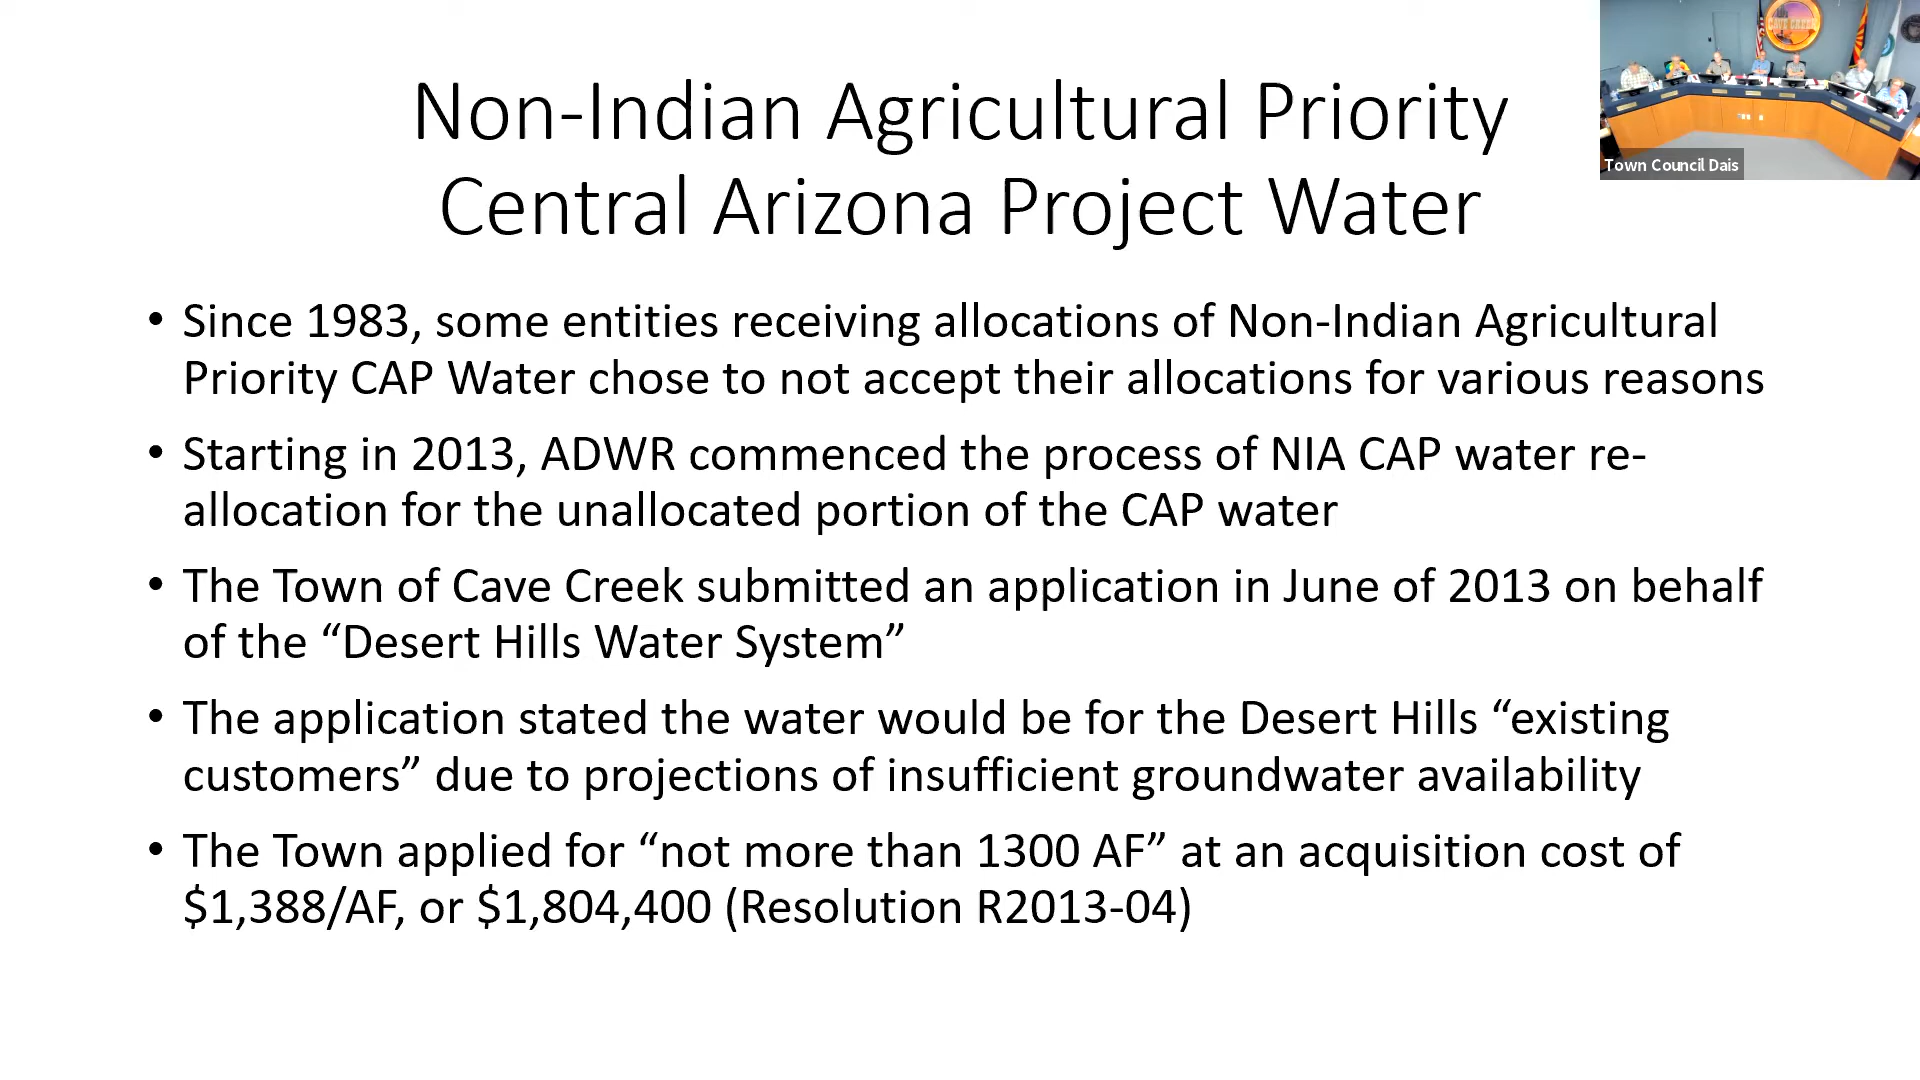 Non-Indian Agricultural Priority
Central Arizona Project Water
CAVE CREEK
Town Council Dais
• Since 1983, some entities receiving allocations of Non-Indian Agricultural
Priority CAP Water chose to not accept their allocations for various reasons
• Starting in 2013, ADWR commenced the process of NIA CAP water re-
allocation for the unallocated portion of the CAP water
• The Town of Cave Creek submitted an application in June of 2013 on behalf
of the “Desert Hills Water System”
• The application stated the water would be for the Desert Hills “existing
customers” due to projections of insufficient groundwater availability
• The Town applied for “not more than 1300 AF” at an acquisition cost of
$1,388/AF, or $1,804,400 (Resolution R2013-04)